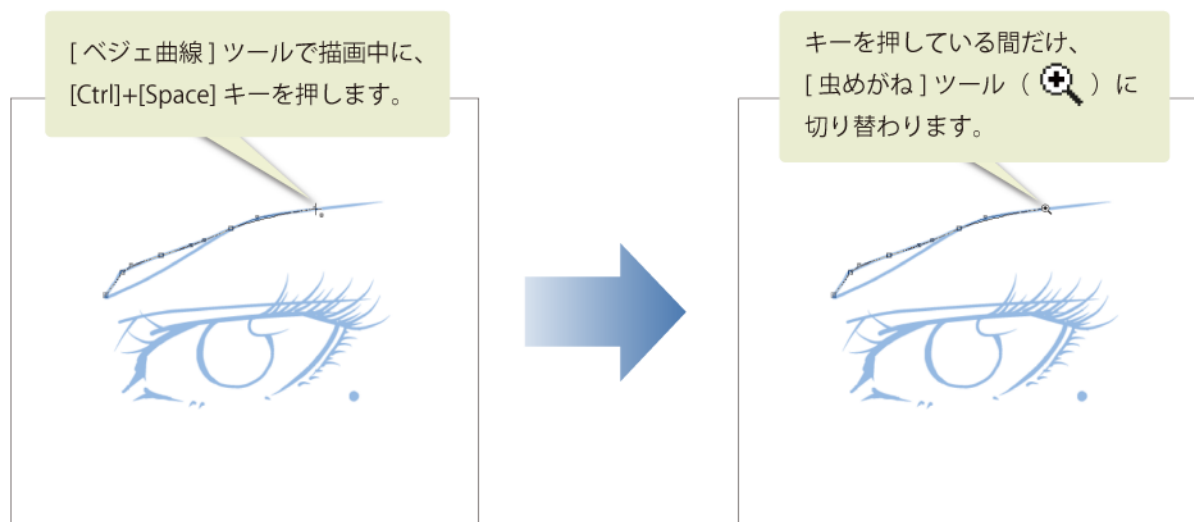 [ ベジェ曲線 ] ツールで描画中に、
[Ctrl]+[Space] キーを押します。
キーを押している間だけ、
[ 虫めがね ] ツール（ ）に
切り替わります。